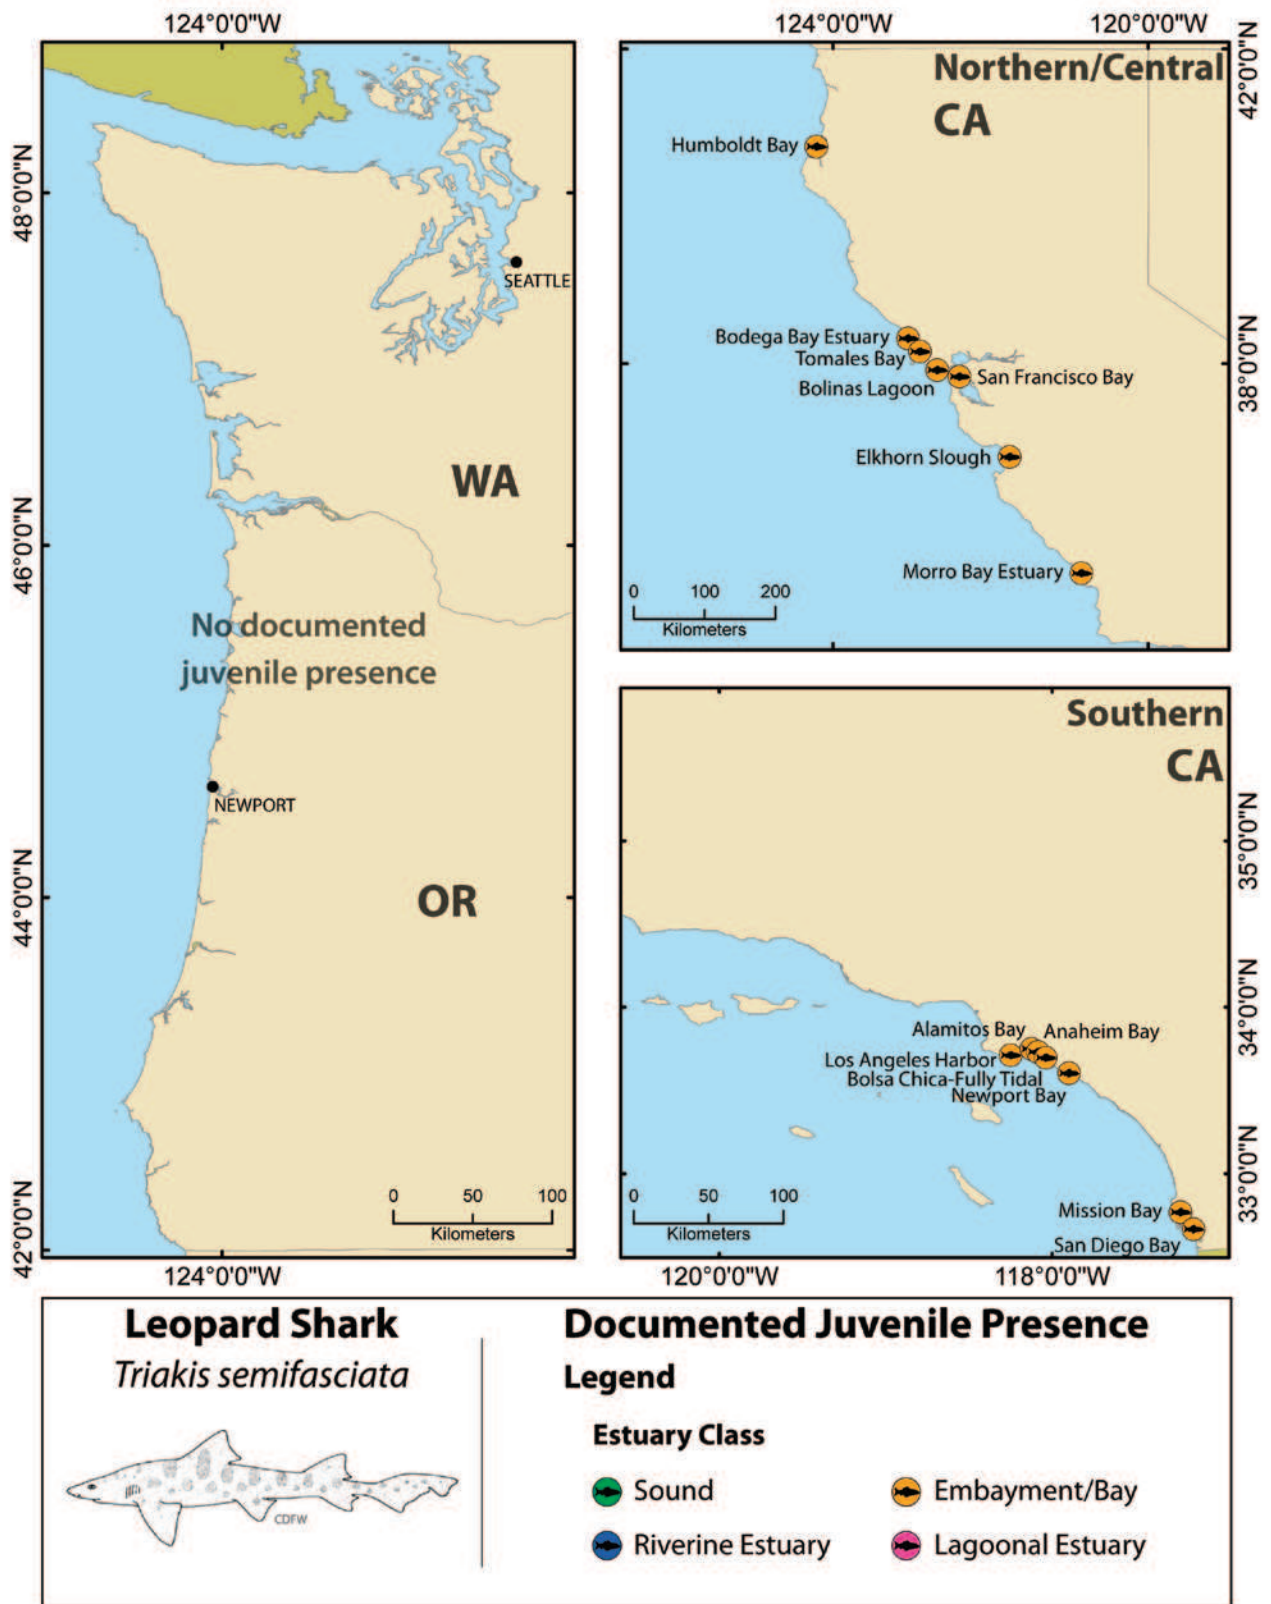 124°0'0"W
48°0'0"N
46°0'0"N
44°0'0"N
42°0'0"N
SEATTLE
WA
No documented
juvenile presence
NEWPORT
OR
0 50 100
Kilometers
124°0'0"W
124°0'0"W 120°0'0"W
42°0'0"N
38°0'0"N
Northern/Central
CA
Humboldt Bay
Bodega Bay Estuary
Tomales Bay
Bolinas Lagoon
San Francisco Bay
Elkhorn Slough
Morro Bay Estuary
0 100 200
Kilometers
Southern
CA
35°0'0"N
34°0'0"N
33°0'0"N
Alamitos Bay
Anaheim Bay
Los Angeles Harbor
Bolsa Chica-Fully Tidal
Newport Bay
Mission Bay
San Diego Bay
0 50 100
Kilometers
120°0'0"W 118°0'0"W
Leopard Shark
Triakis semifasciata
CDFW
Documented Juvenile Presence
Legend
Estuary Class
Sound
Embayment/Bay
Riverine Estuary
Lagoonal Estuary